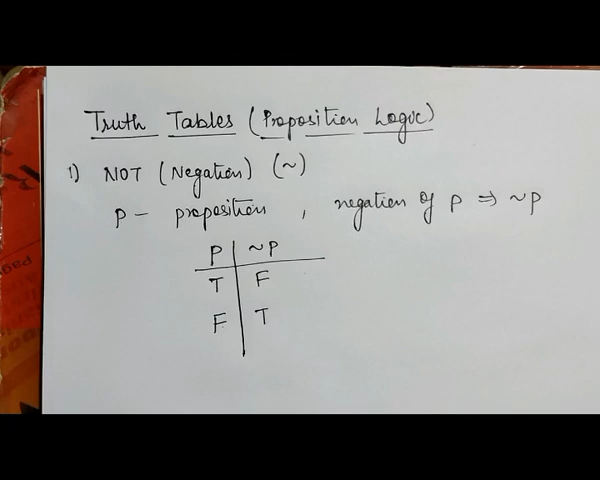 Truth Tables (Proposition Logic)
1) NOT (Negation) (~)
P – proposition, negation of P ⇒ ~P
P | ~P
T | F
F | T